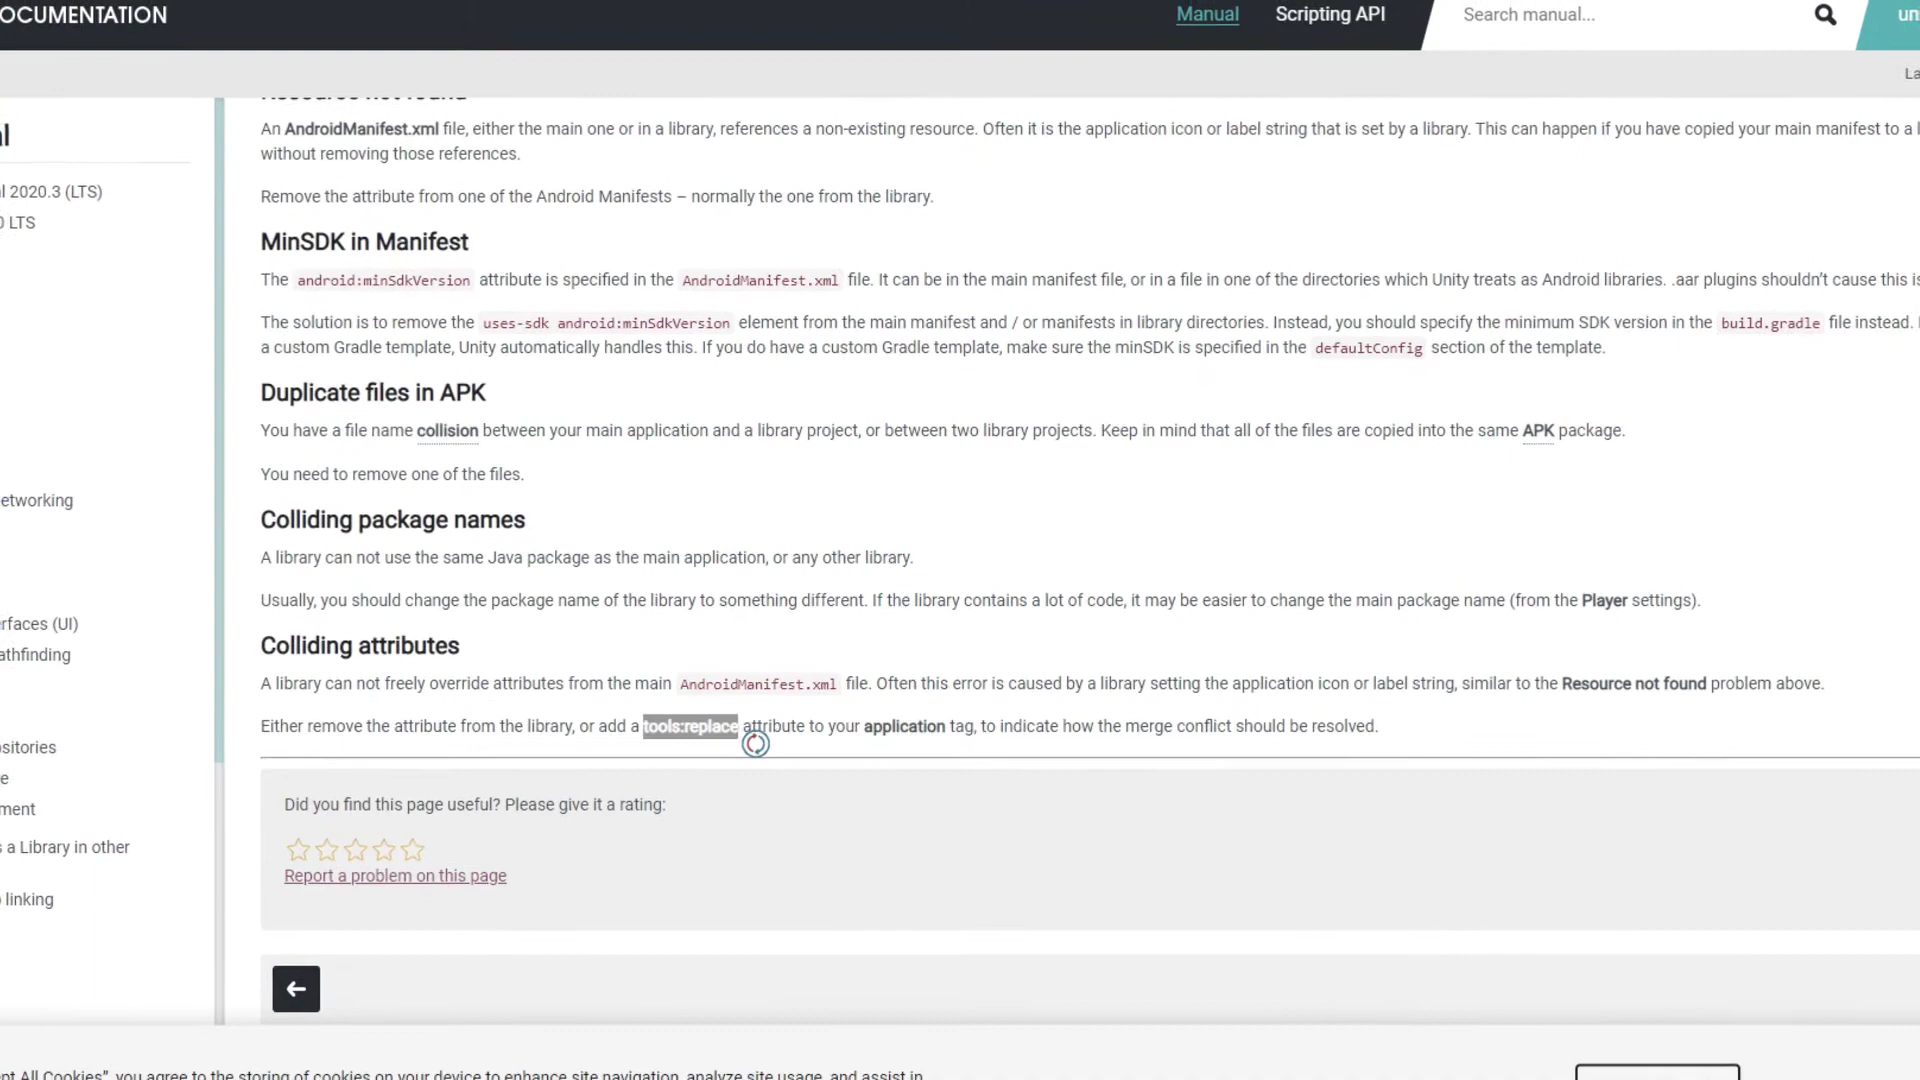 OCUMENTATION
Manual
Scripting API
Search manual...
An AndroidManifest.xml file, either the main one or in a library, references a non-existing resource. Often it is the application icon or label string that is set by a library. This can happen if you have copied your main manifest to a
without removing those references.
Remove the attribute from one of the Android Manifests – normally the one from the library.
MinSDK in Manifest
The android:minSdkVersion attribute is specified in the AndroidManifest.xml file. It can be in the main manifest file, or in a file in one of the directories which Unity treats as Android libraries. .aar plugins shouldn't cause this
The solution is to remove the uses-sdk android:minSdkVersion element from the main manifest and / or manifests in library directories. Instead, you should specify the minimum SDK version in the build.gradle file instead.
a custom Gradle template, Unity automatically handles this. If you do have a custom Gradle template, make sure the minSDK is specified in the defaultConfig section of the template.
Duplicate files in APK
You have a file name collision between your main application and a library project, or between two library projects. Keep in mind that all of the files are copied into the same APK package.
You need to remove one of the files.
Colliding package names
A library can not use the same Java package as the main application, or any other library.
Usually, you should change the package name of the library to something different. If the library contains a lot of code, it may be easier to change the main package name (from the Player settings).
Colliding attributes
A library can not freely override attributes from the main AndroidManifest.xml file. Often this error is caused by a library setting the application icon or label string, similar to the Resource not found problem above.
Either remove the attribute from the library, or add a tools:replace attribute to your application tag, to indicate how the merge conflict should be resolved.
Did you find this page useful? Please give it a rating:
Report a problem on this page
al
l 2020.3 (LTS)
0 LTS
etworking
rfaces (UI)
athfinding
sitories
e
ment
s a Library in other
linking
pt All Cookies”, you agree to the storing of cookies on your device to enhance site navigation, analyze site usage, and assist in